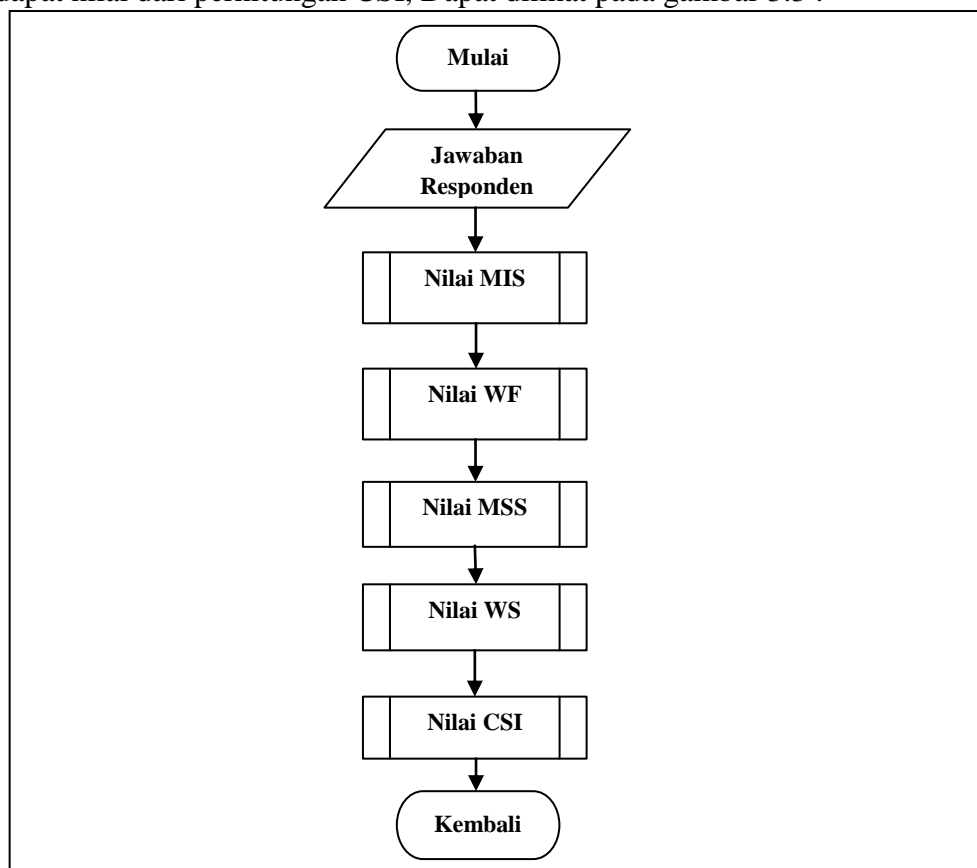 dapat nilai dari perhitungan CSI, Dapat dilihat pada gambar 3.3 :
Mulai
Jawaban
Responden
Nilai MIS
Nilai WF
Nilai MSS
Nilai WS
Nilai CSI
Kembali